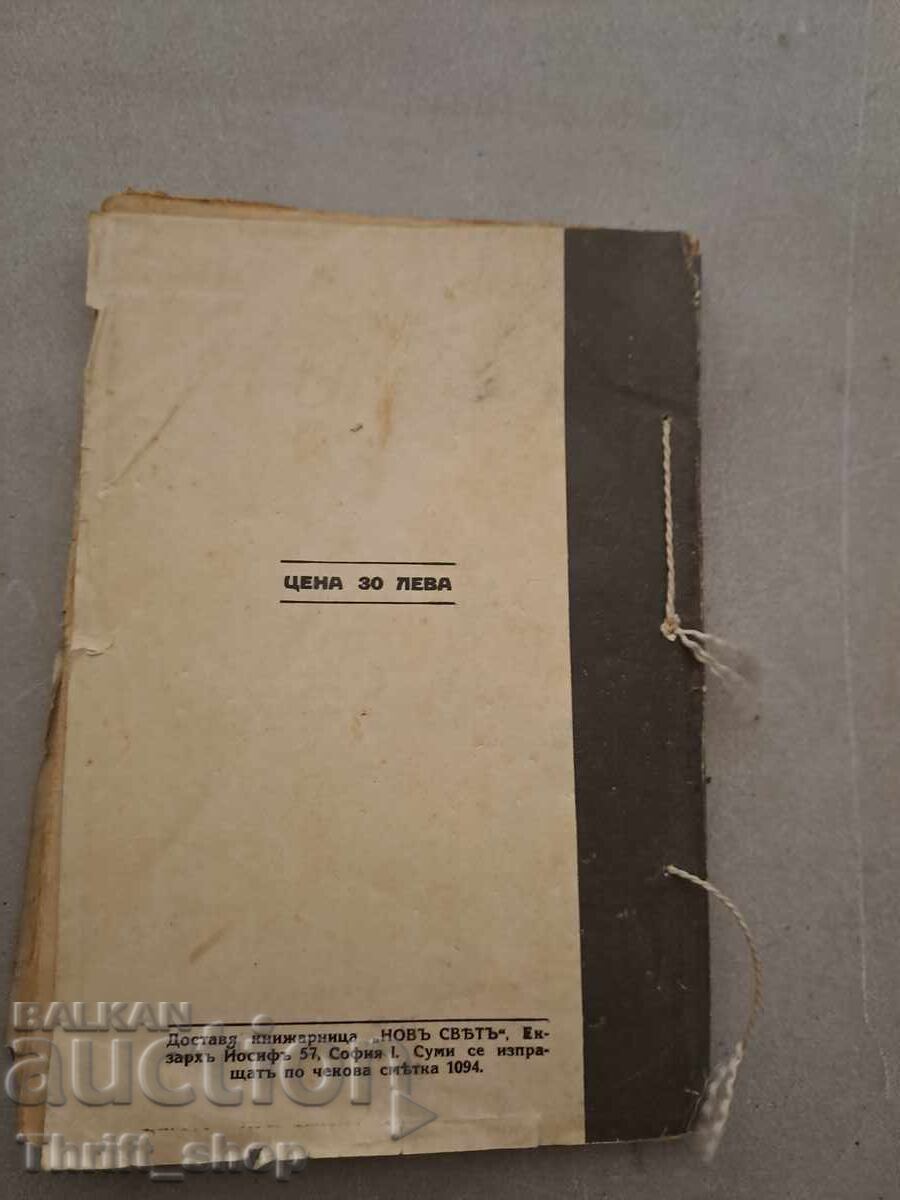 ЦЕНА 30 ЛЕВА
BALKAN
auction
Доставя книжарница „НОВЪ СВѢТЪ“, Ек-
зархъ Йосифъ 57, София I. Суми се изпра-
щатъ по чекова смѣтка 1094.
Thrift_shop